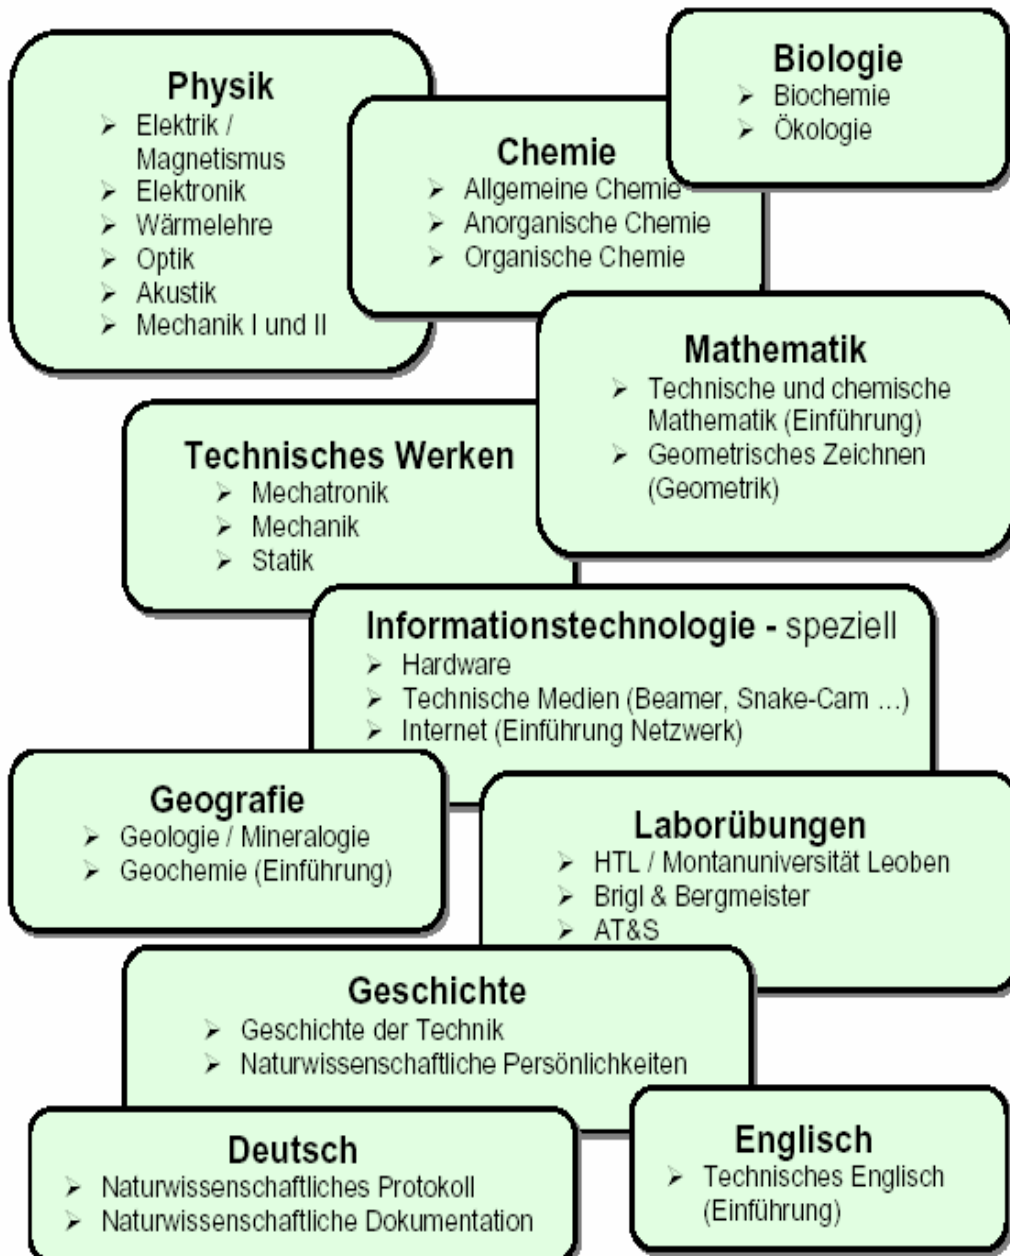 Physik
➢ Elektrik /
Magnetismus
➢ Elektronik
➢ Wärmelehre
➢ Optik
➢ Akustik
➢ Mechanik I und II
Chemie
➢ Allgemeine Chemie
➢ Anorganische Chemie
➢ Organische Chemie
Biologie
➢ Biochemie
➢ Ökologie
Mathematik
➢ Technische und chemische
Mathematik (Einführung)
➢ Geometrisches Zeichnen
(Geometrik)
Technisches Werken
➢ Mechatronik
➢ Mechanik
➢ Statik
Informationstechnologie - speziell
➢ Hardware
➢ Technische Medien (Beamer, Snake-Cam ...)
➢ Internet (Einführung Netzwerk)
Geografie
➢ Geologie / Mineralogie
➢ Geochemie (Einführung)
Laborübungen
➢ HTL / Montanuniversität Leoben
➢ Brigl & Bergmeister
➢ AT&S
Geschichte
➢ Geschichte der Technik
➢ Naturwissenschaftliche Persönlichkeiten
Deutsch
➢ Naturwissenschaftliches Protokoll
➢ Naturwissenschaftliche Dokumentation
Englisch
➢ Technisches Englisch
(Einführung)